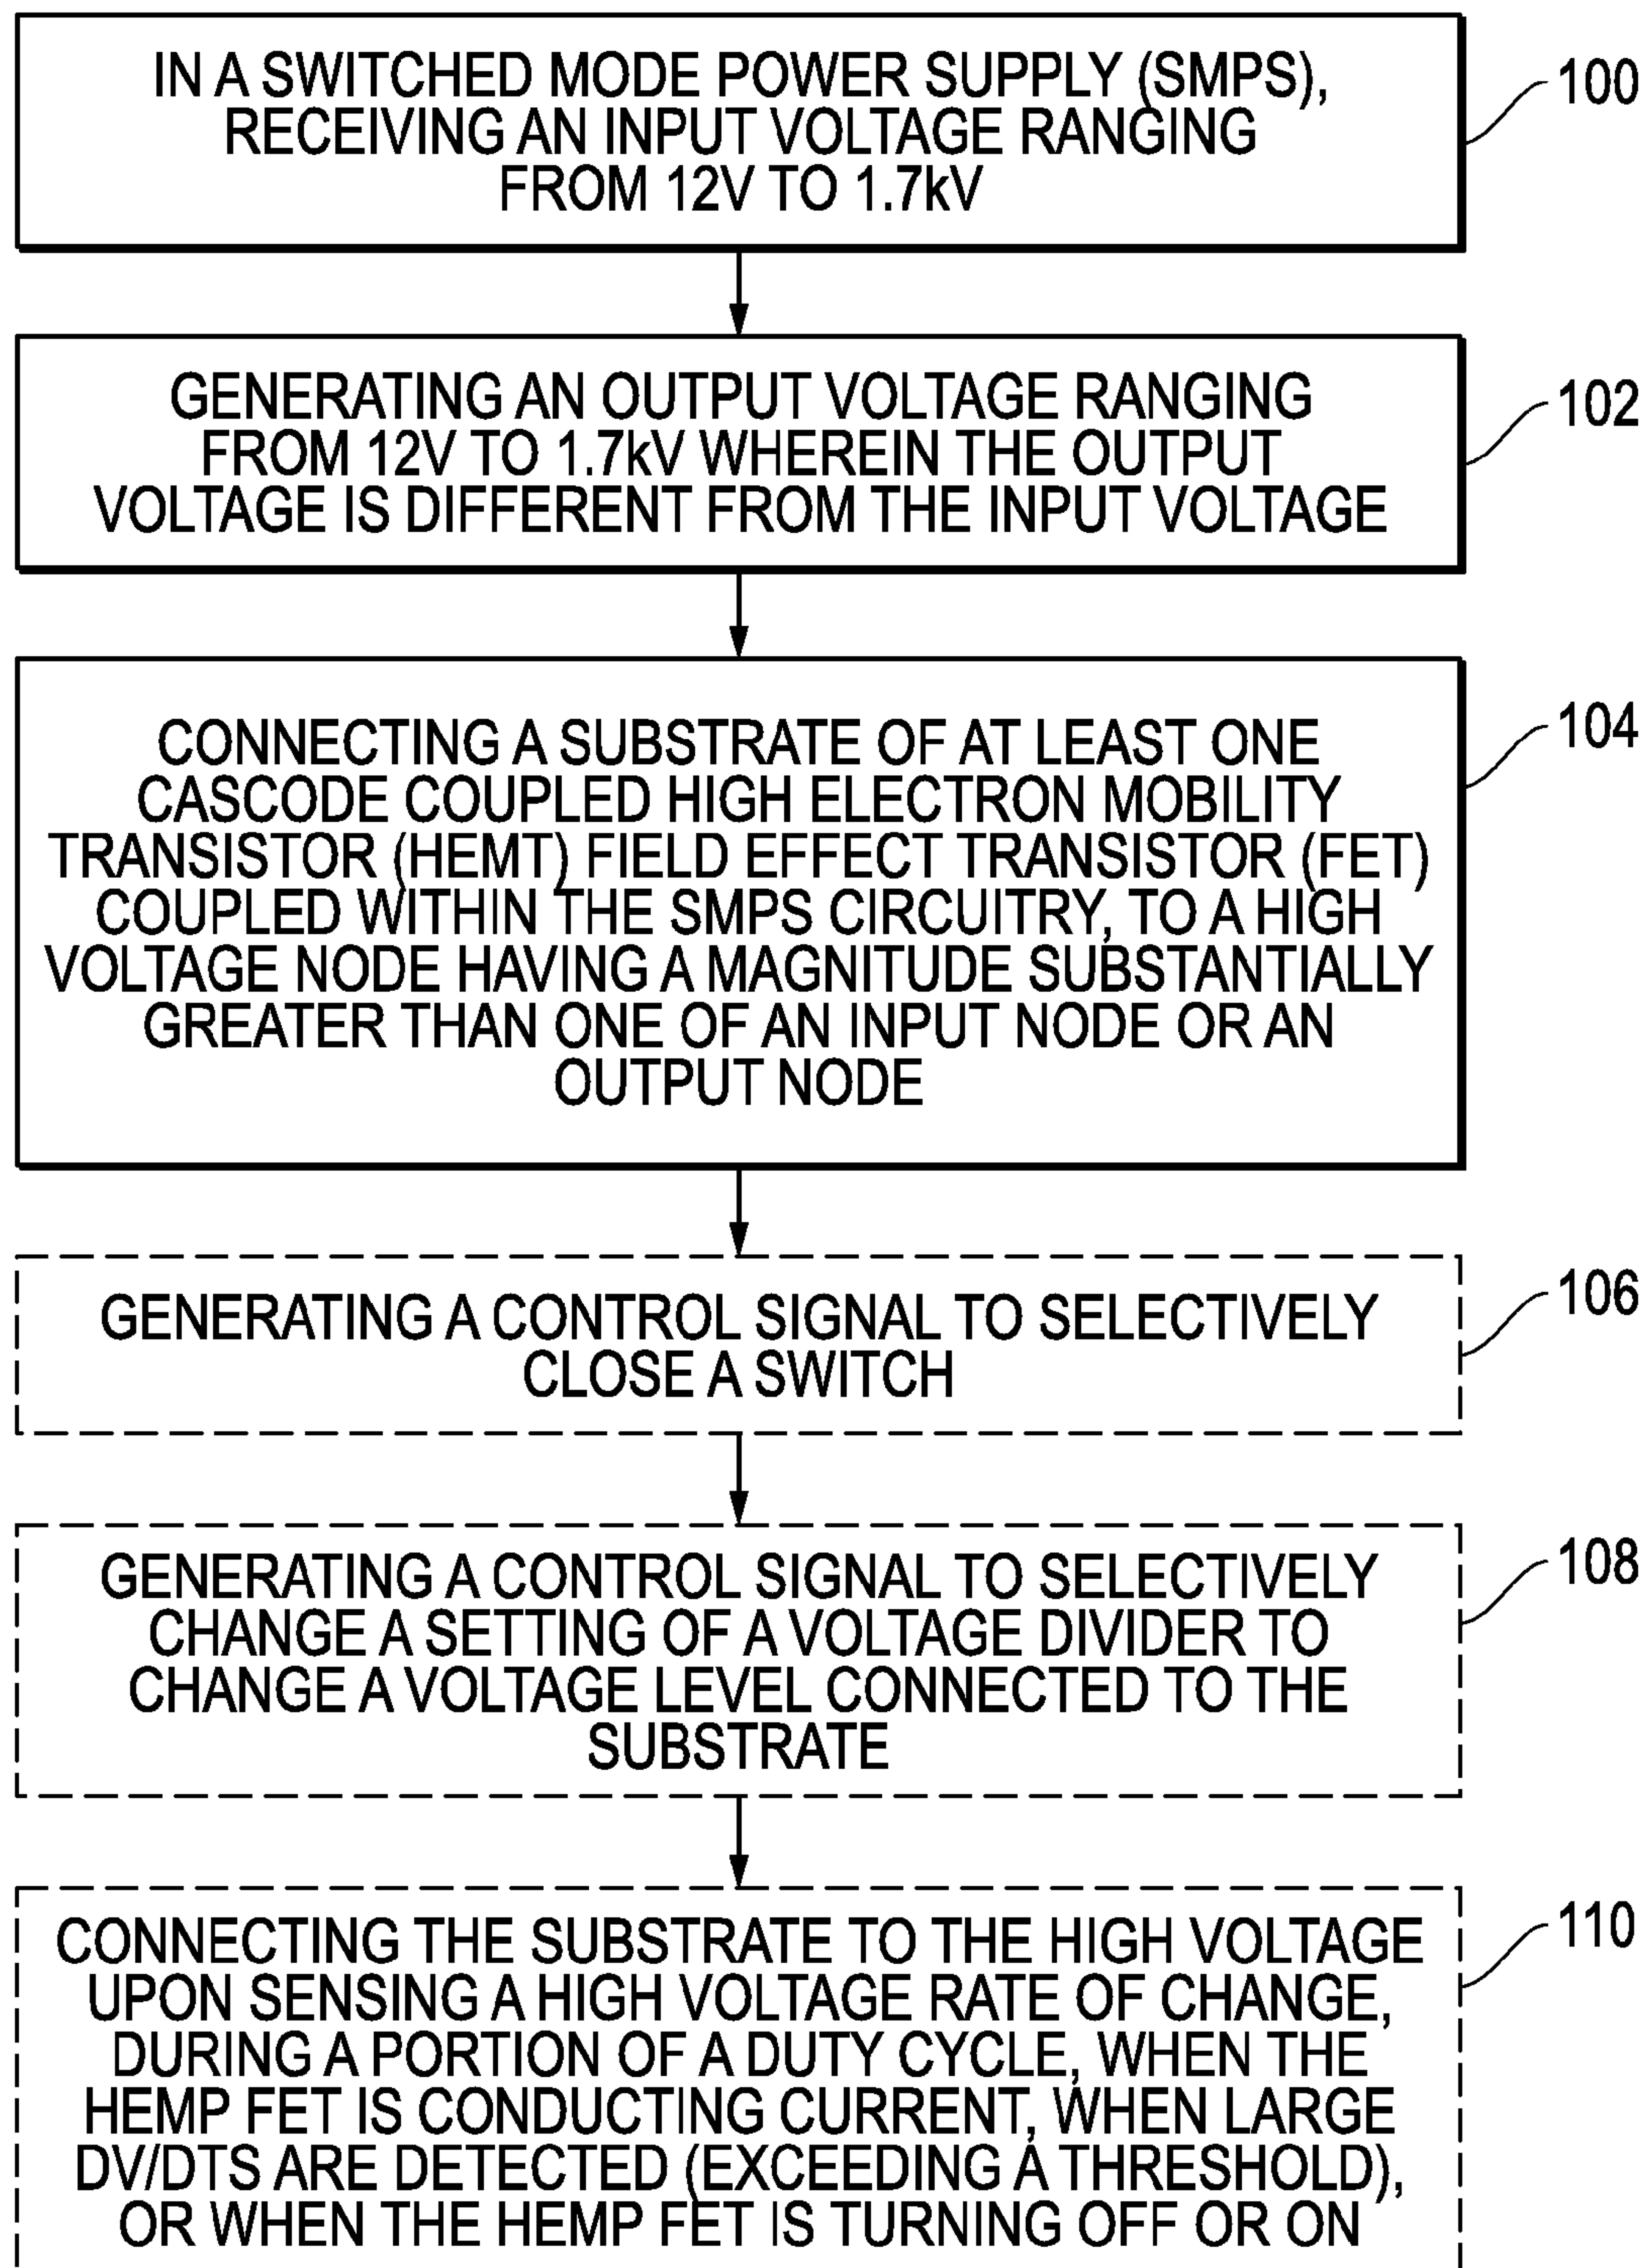 IN A SWITCHED MODE POWER SUPPLY (SMPS),
RECEIVING AN INPUT VOLTAGE RANGING
FROM 12V TO 1.7kV
100
GENERATING AN OUTPUT VOLTAGE RANGING
FROM 12V TO 1.7kV WHEREIN THE OUTPUT
VOLTAGE IS DIFFERENT FROM THE INPUT VOLTAGE
102
CONNECTING A SUBSTRATE OF AT LEAST ONE
CASCODE COUPLED HIGH ELECTRON MOBILITY
TRANSISTOR (HEMT) FIELD EFFECT TRANSISTOR (FET)
COUPLED WITHIN THE SMPS CIRCUITRY, TO A HIGH
VOLTAGE NODE HAVING A MAGNITUDE SUBSTANTIALLY
GREATER THAN ONE OF AN INPUT NODE OR AN
OUTPUT NODE
104
GENERATING A CONTROL SIGNAL TO SELECTIVELY
CLOSE A SWITCH
106
GENERATING A CONTROL SIGNAL TO SELECTIVELY
CHANGE A SETTING OF A VOLTAGE DIVIDER TO
CHANGE A VOLTAGE LEVEL CONNECTED TO THE
SUBSTRATE
108
CONNECTING THE SUBSTRATE TO THE HIGH VOLTAGE
UPON SENSING A HIGH VOLTAGE RATE OF CHANGE,
DURING A PORTION OF A DUTY CYCLE, WHEN THE
HEMP FET IS CONDUCTING CURRENT, WHEN LARGE
DV/DTS ARE DETECTED (EXCEEDING A THRESHOLD),
OR WHEN THE HEMP FET IS TURNING OFF OR ON
110